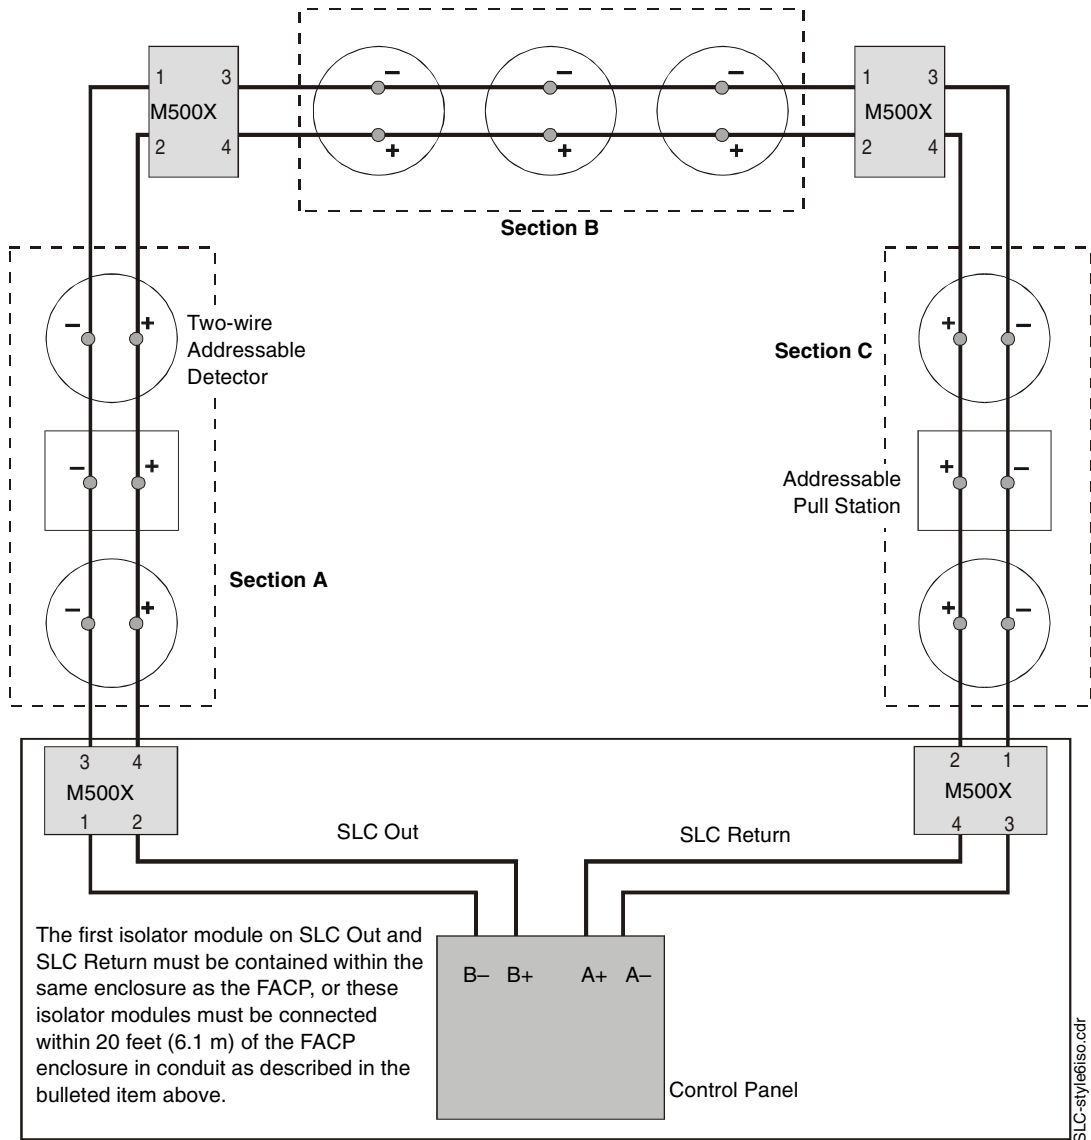 1 3
M500X
2 4
–
+
–
+
–
+
1 3
M500X
2 4
Section B
– +
Two-wire
Addressable
Detector
– +
– +
Section A
+ –
Section C
+ –
Addressable
Pull Station
+ –
3 4
M500X
1 2
2 1
M500X
4 3
SLC Out
SLC Return
B– B+ A+ A–
Control Panel
The first isolator module on SLC Out and
SLC Return must be contained within the
same enclosure as the FACP, or these
isolator modules must be connected
within 20 feet (6.1 m) of the FACP
enclosure in conduit as described in the
bulleted item above.
SLC-style6iso.cdr